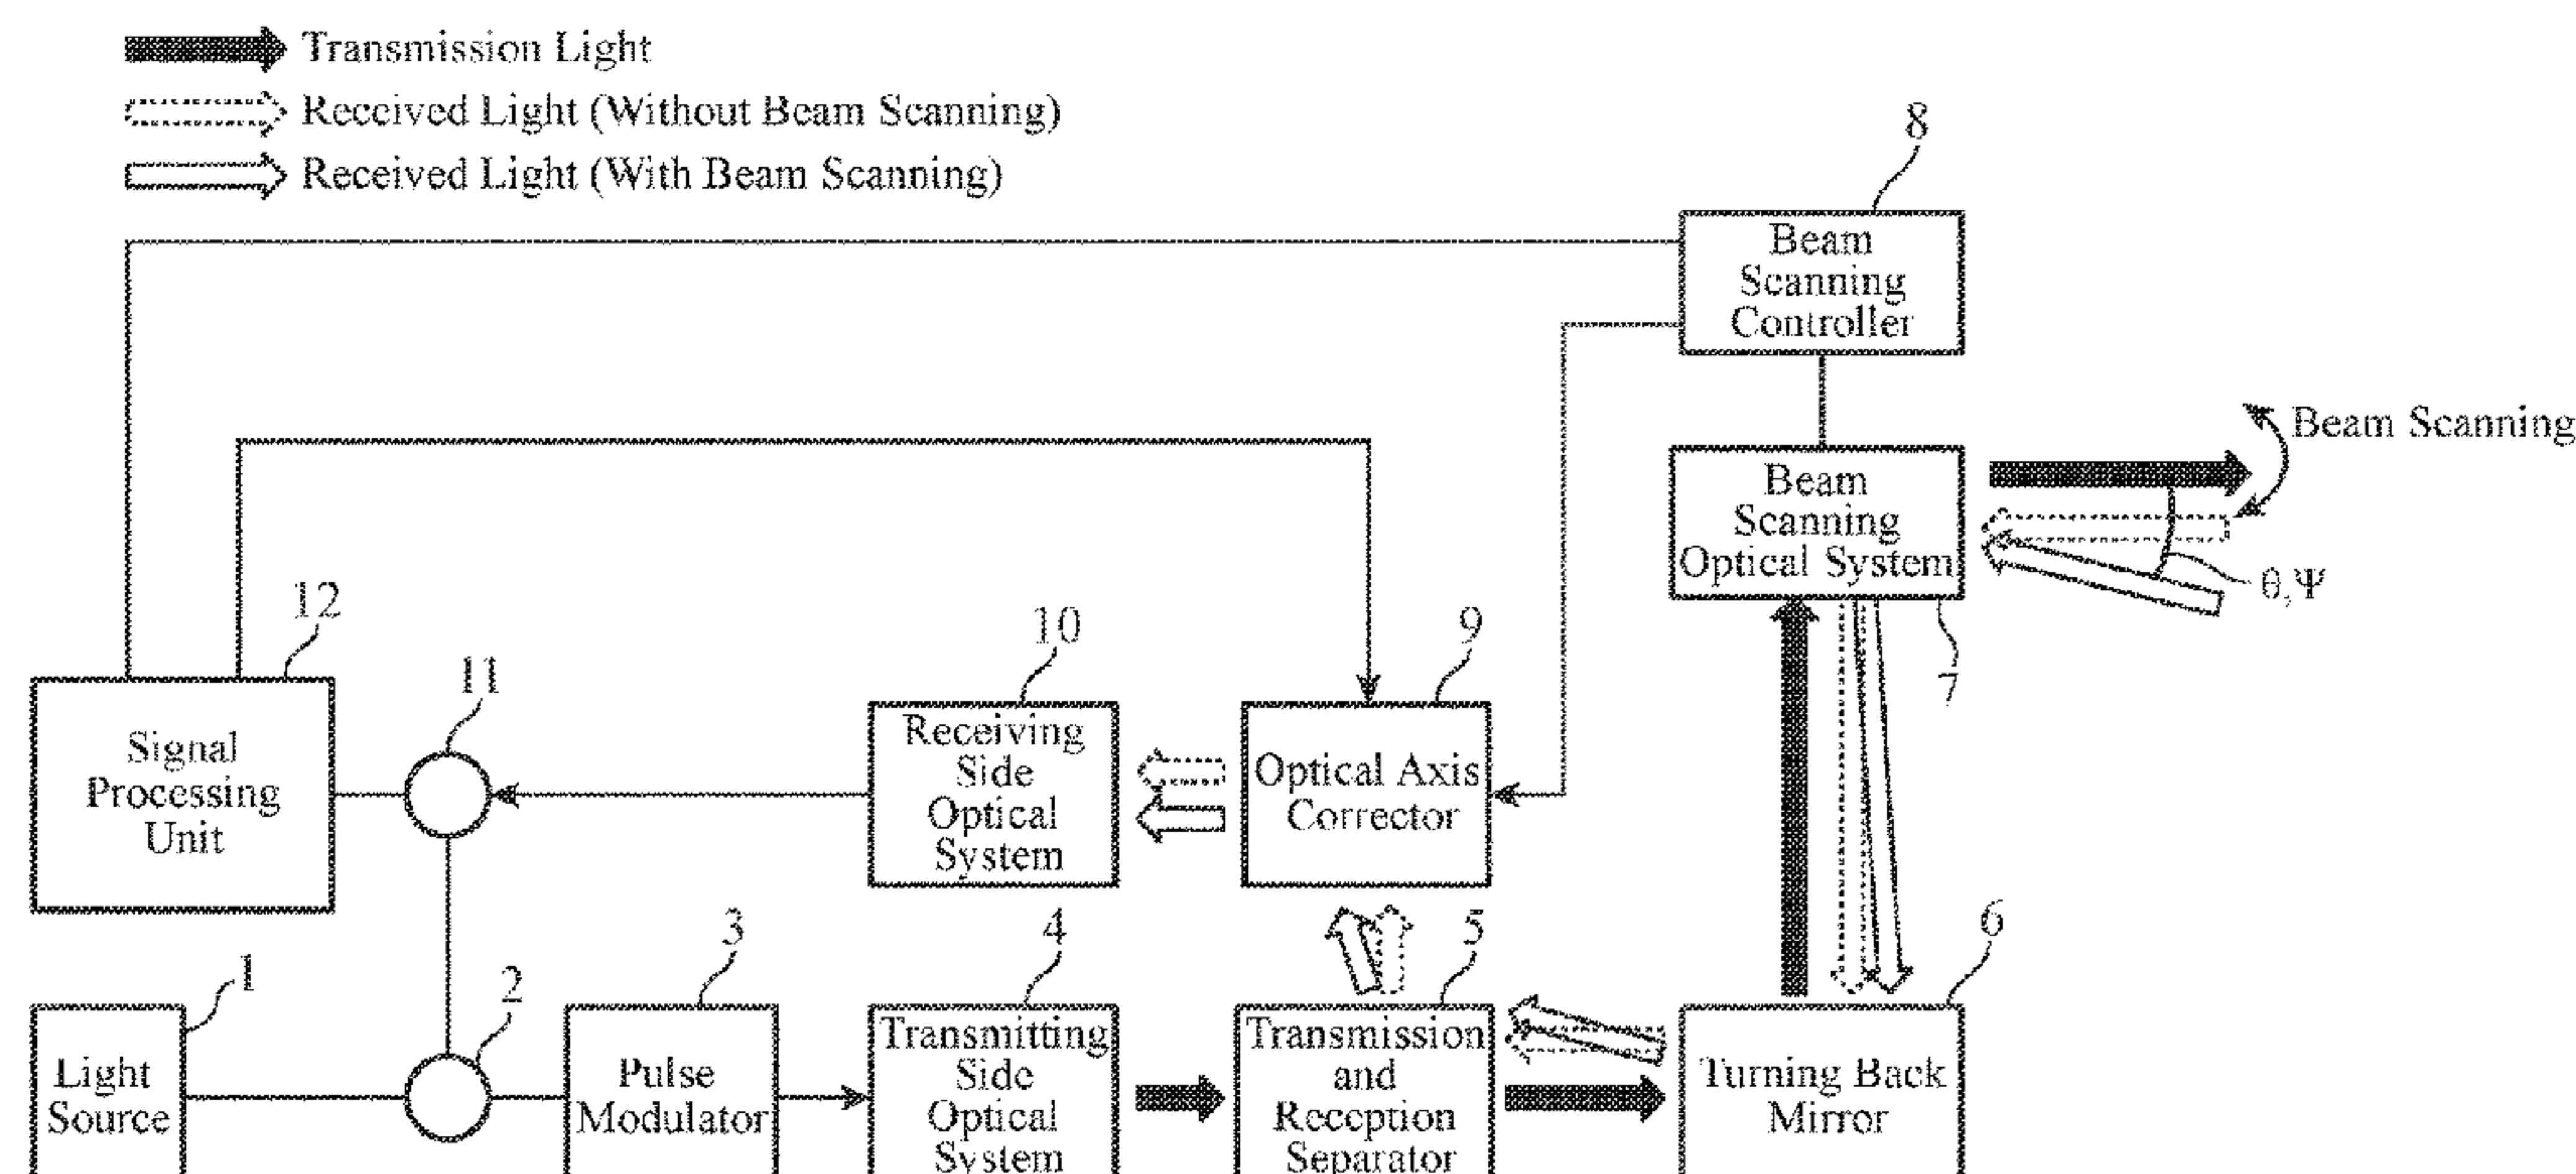 Transmission Light
Received Light (Without Beam Scanning)
Received Light (With Beam Scanning)
8
Beam
Scanning
Controller
Beam Scanning
Beam
Scanning
Optical System
θ,Ψ
7
12
11
10
9
Signal
Processing
Unit
Receiving
Side
Optical
System
Optical Axis
Corrector
1
2
3
4
5
6
Light
Source
Pulse
Modulator
Transmitting
Side
Optical
System
Transmission
and
Reception
Separator
Turning Back
Mirror